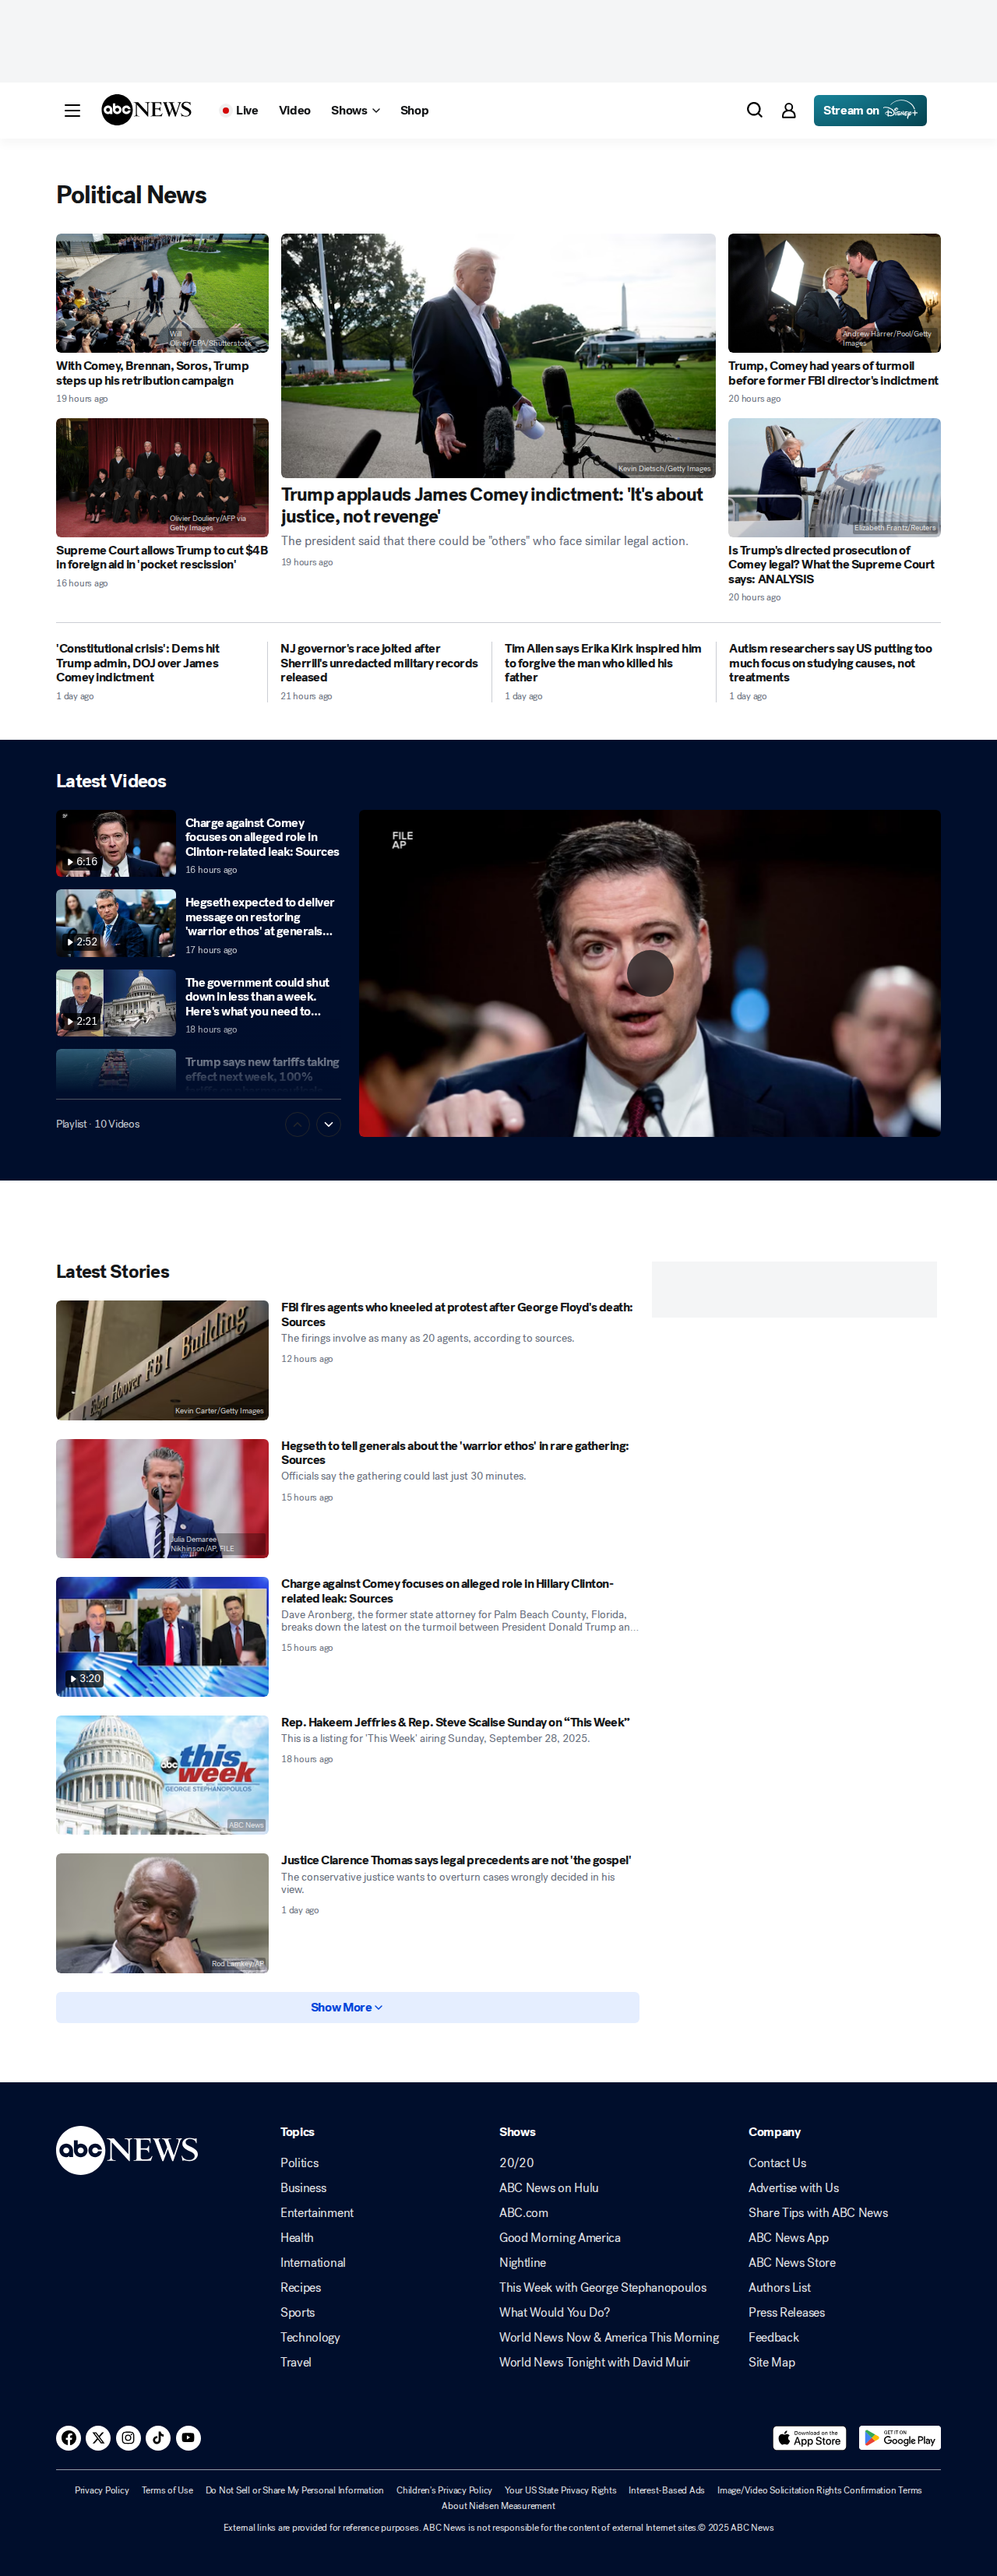 abc NEWS
Live
Video
Shows
Shop
Stream on Disney+
Political News
Will
Oliver/EPA/Shutterstock
With Comey, Brennan, Soros, Trump
steps up his retribution campaign
19 hours ago
Olivier Douliery/AFP via
Getty Images
Supreme Court allows Trump to cut $4B
in foreign aid in 'pocket rescission'
16 hours ago
Kevin Dietsch/Getty Images
Trump applauds James Comey indictment: 'It's about
justice, not revenge'
The president said that there could be "others" who face similar legal action.
19 hours ago
Andrew Harrer/Pool/Getty
Images
Trump, Comey had years of turmoil
before former FBI director's indictment
20 hours ago
Elizabeth Frantz/Reuters
Is Trump's directed prosecution of
Comey legal? What the Supreme Court
says: ANALYSIS
20 hours ago
'Constitutional crisis': Dems hit
Trump admin, DOJ over James
Comey indictment
1 day ago
NJ governor's race jolted after
Sherrill's unredacted military records
released
21 hours ago
Tim Allen says Erika Kirk inspired him
to forgive the man who killed his
father
1 day ago
Autism researchers say US putting too
much focus on studying causes, not
treatments
1 day ago
Latest Videos
6:16
Charge against Comey
focuses on alleged role in
Clinton-related leak: Sources
16 hours ago
2:52
Hegseth expected to deliver
message on restoring
'warrior ethos' at generals...
17 hours ago
2:21
The government could shut
down in less than a week.
Here's what you need to...
18 hours ago
Trump says new tariffs taking
effect next week, 100%
Playlist · 10 Videos
FILE
AP
Latest Stories
J. Edgar Hoover FBI Building
Kevin Carter/Getty Images
FBI fires agents who kneeled at protest after George Floyd's death:
Sources
The firings involve as many as 20 agents, according to sources.
12 hours ago
Julia Demaree
Nikhinson/AP, FILE
Hegseth to tell generals about the 'warrior ethos' in rare gathering:
Sources
Officials say the gathering could last just 30 minutes.
15 hours ago
3:20
Charge against Comey focuses on alleged role in Hillary Clinton-
related leak: Sources
Dave Aronberg, the former state attorney for Palm Beach County, Florida,
breaks down the latest on the turmoil between President Donald Trump an...
15 hours ago
abc this
week
GEORGE STEPHANOPOULOS
ABC News
Rep. Hakeem Jeffries & Rep. Steve Scalise Sunday on “This Week”
This is a listing for 'This Week' airing Sunday, September 28, 2025.
18 hours ago
Rod Lamkey/AP
Justice Clarence Thomas says legal precedents are not 'the gospel'
The conservative justice wants to overturn cases wrongly decided in his
view.
1 day ago
Show More
abc NEWS
Topics
Politics
Business
Entertainment
Health
International
Recipes
Sports
Technology
Travel
Shows
20/20
ABC News on Hulu
ABC.com
Good Morning America
Nightline
This Week with George Stephanopoulos
What Would You Do?
World News Now & America This Morning
World News Tonight with David Muir
Company
Contact Us
Advertise with Us
Share Tips with ABC News
ABC News App
ABC News Store
Authors List
Press Releases
Feedback
Site Map
Download on the
App Store
GET IT ON
Google Play
Privacy Policy
Terms of Use
Do Not Sell or Share My Personal Information
Children's Privacy Policy
Your US State Privacy Rights
Interest-Based Ads
Image/Video Solicitation Rights Confirmation Terms
About Nielsen Measurement
External links are provided for reference purposes. ABC News is not responsible for the content of external Internet sites.© 2025 ABC News